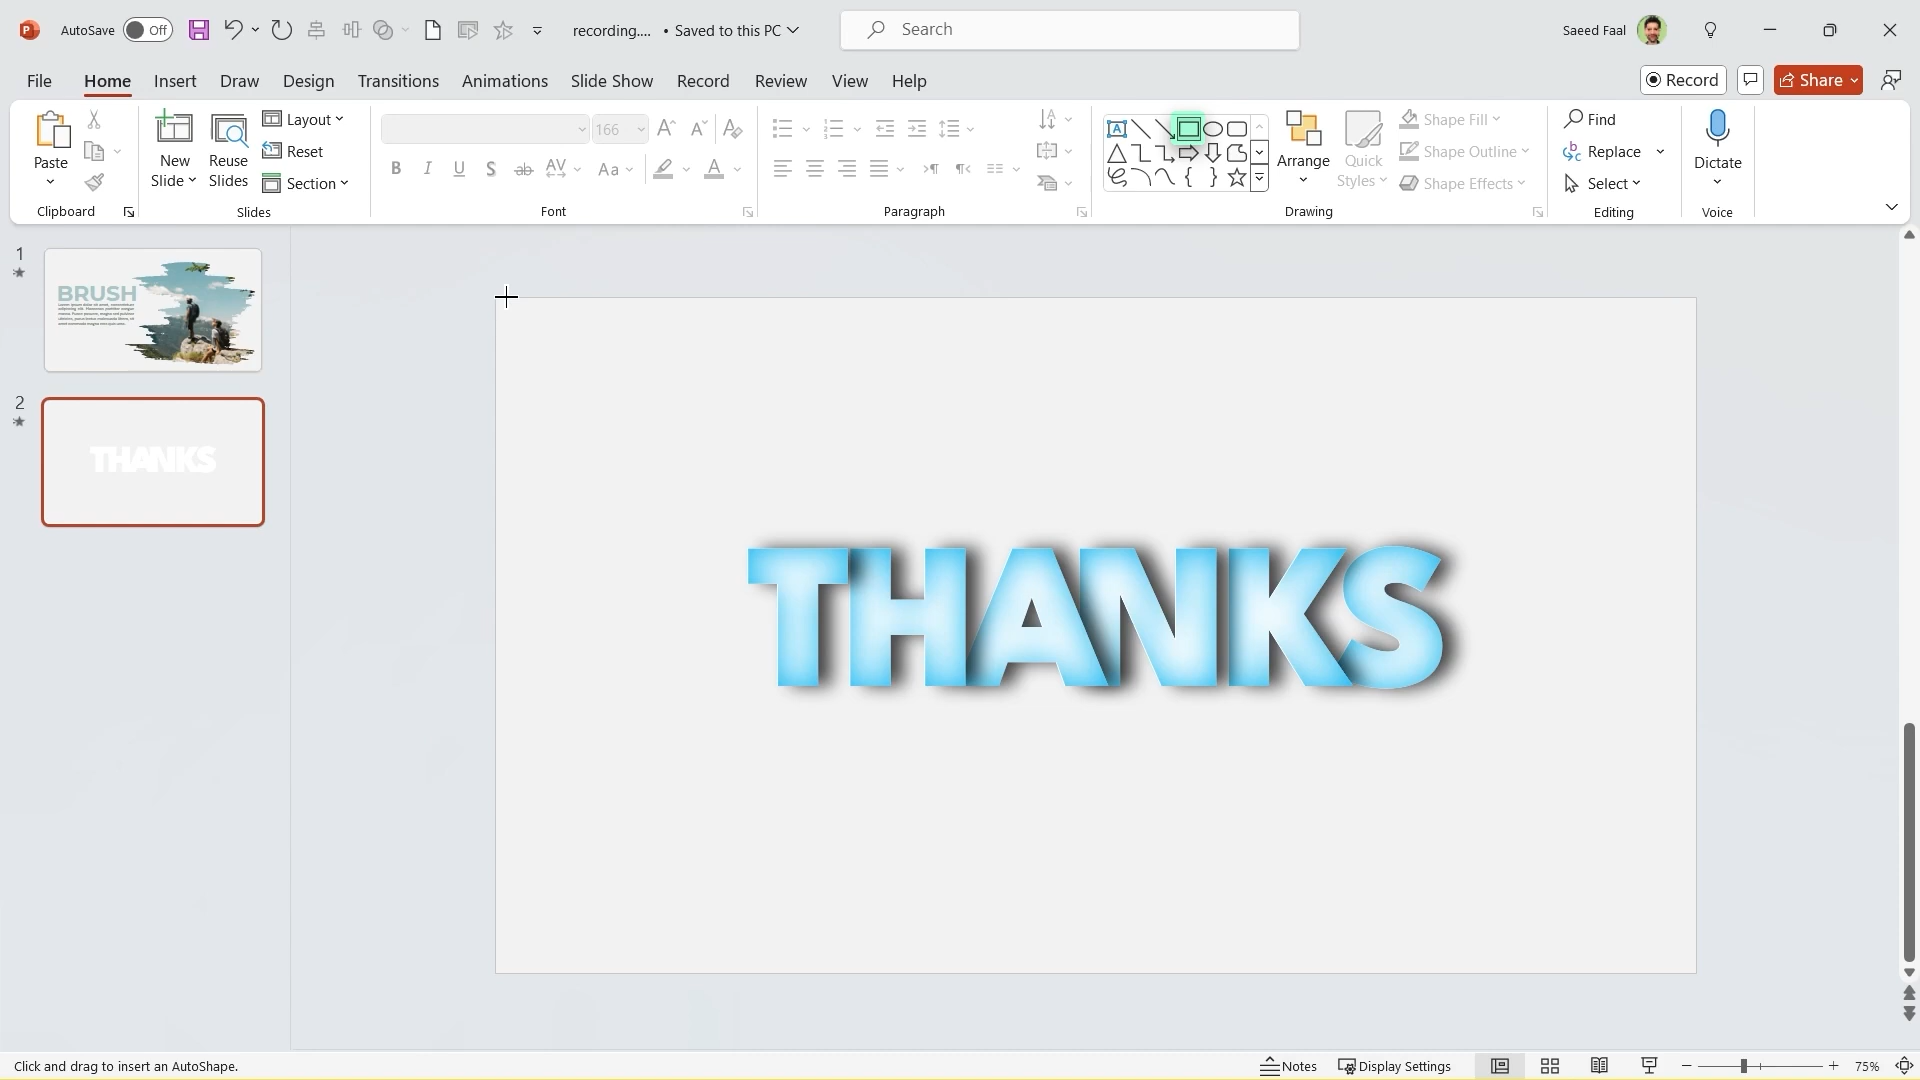 AutoSave Off recording.... • Saved to this PC Search Saeed Faal
File Home Insert Draw Design Transitions Animations Slide Show Record Review View Help Record Share
Paste
New
Slide
Reuse
Slides
Layout
Reset
Section
166
B I U S ab AV Aa A
Arrange
Quick
Styles
Shape Fill
Shape Outline
Shape Effects
Find
Replace
Select
Dictate
Clipboard Slides Font Paragraph Drawing Editing Voice
1
BRUSH
2
THANKS
THANKS
Click and drag to insert an AutoShape. Notes Display Settings 75%